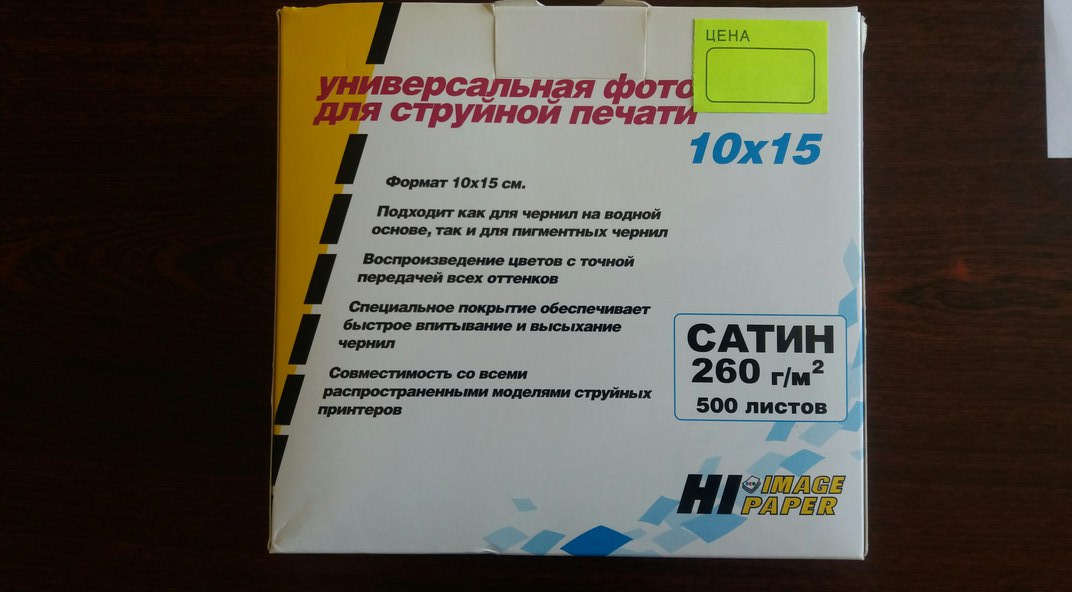 ЦЕНА
универсальная фото
для струйной печати
10x15
Формат 10x15 см.
Подходит как для чернил на водной
основе, так и для пигментных чернил
Воспроизведение цветов с точной
передачей всех оттенков
Специальное покрытие обеспечивает
быстрое впитывание и высыхание
чернил
Совместимость со всеми
распространенными моделями струйных
принтеров
САТИН
260 г/м²
500 листов
HI IMAGE
PAPER